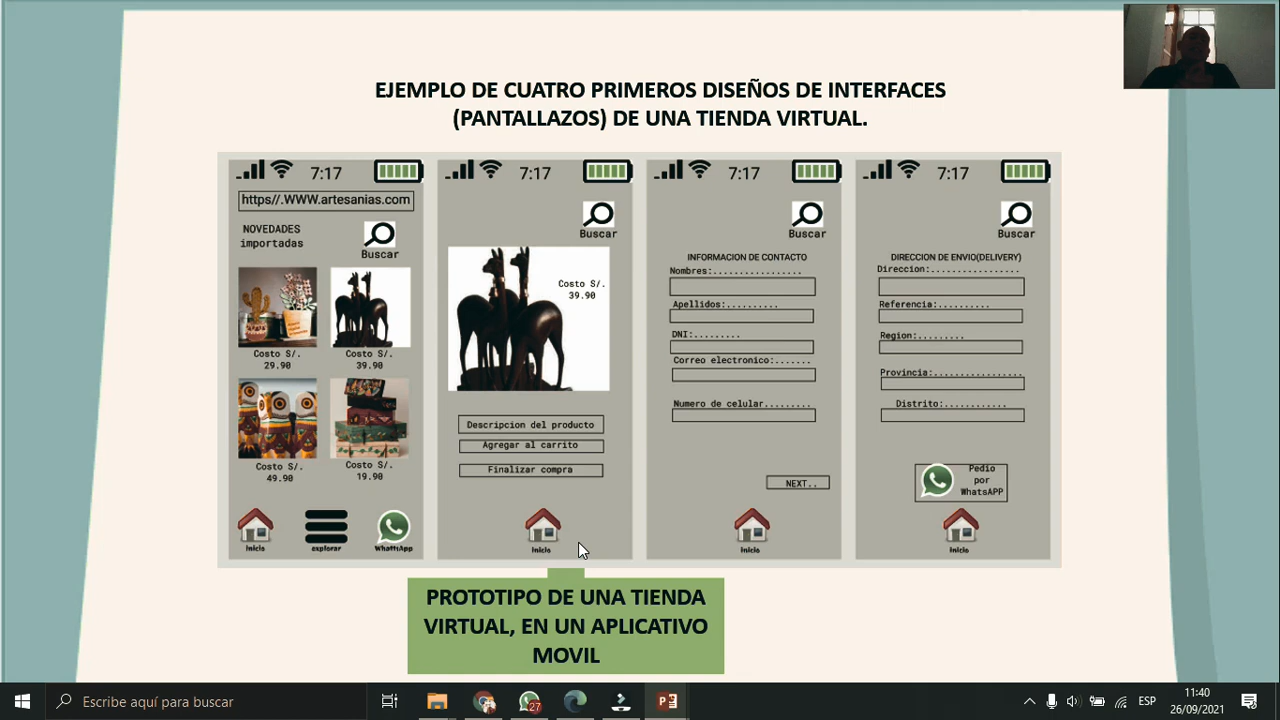 EJEMPLO DE CUATRO PRIMEROS DISEÑOS DE INTERFACES
(PANTALLAZOS) DE UNA TIENDA VIRTUAL.
7:17
https//.WWW.artesanias.com
NOVEDADES
importadas
Buscar
Costo S/.
29.90
Costo S/.
39.90
Costo S/.
49.90
Costo S/.
19.90
Inicio
explorar
WhattsApp
7:17
Buscar
Costo S/.
39.90
Descripcion del producto
Agregar al carrito
Finalizar compra
Inicio
7:17
Buscar
INFORMACION DE CONTACTO
Nombres:.................
Apellidos:..........
DNI:........
Correo electronico:.......
Numero de celular.........
NEXT..
Inicio
7:17
Buscar
DIRECCION DE ENVIO(DELIVERY)
Direccion:.................
Referencia:..........
Region:.........
Provincia:.................
Distrito:............
Pedio
por
WhatsAPP
Inicio
PROTOTIPO DE UNA TIENDA
VIRTUAL, EN UN APLICATIVO
MOVIL
Escribe aquí para buscar
27
ESP
11:40
26/09/2021